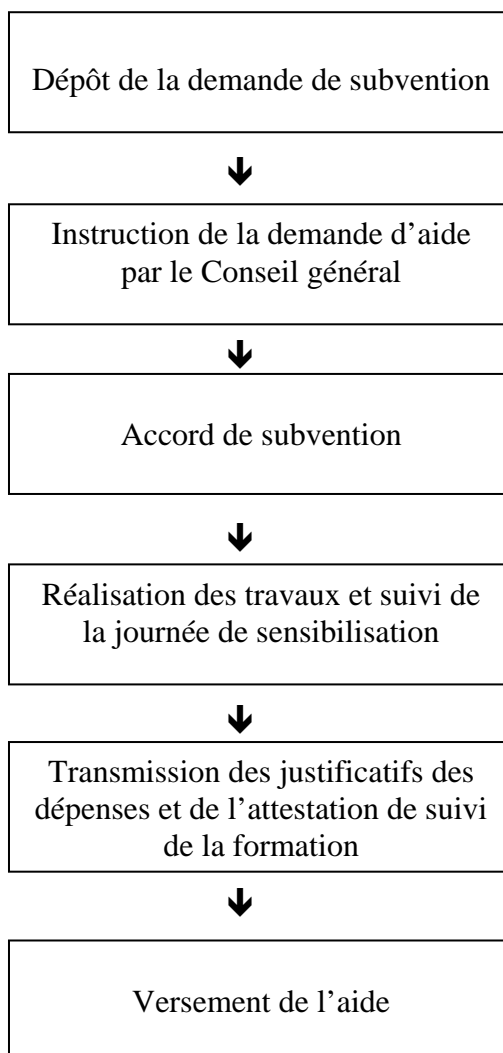 Dépôt de la demande de subvention
Instruction de la demande d’aide
par le Conseil général
Accord de subvention
Réalisation des travaux et suivi de
la journée de sensibilisation
Transmission des justificatifs des
dépenses et de l’attestation de suivi
de la formation
Versement de l’aide